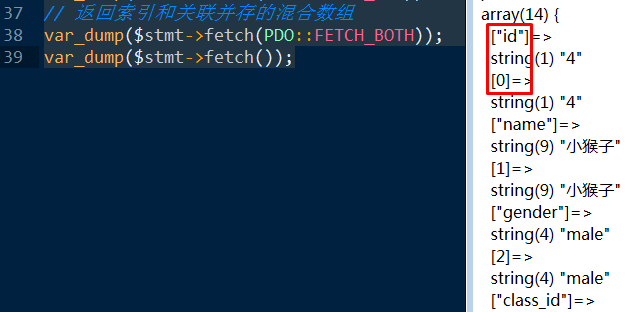 37 // 返回索引和关联并存的混合数组
38 var_dump($stmt->fetch(PDO::FETCH_BOTH));
39 var_dump($stmt->fetch());
array(14) {
["id"]=>
string(1) "4"
[0]=>
string(1) "4"
["name"]=>
string(9) "小猴子"
[1]=>
string(9) "小猴子"
["gender"]=>
string(4) "male"
[2]=>
string(4) "male"
["class_id"]=>